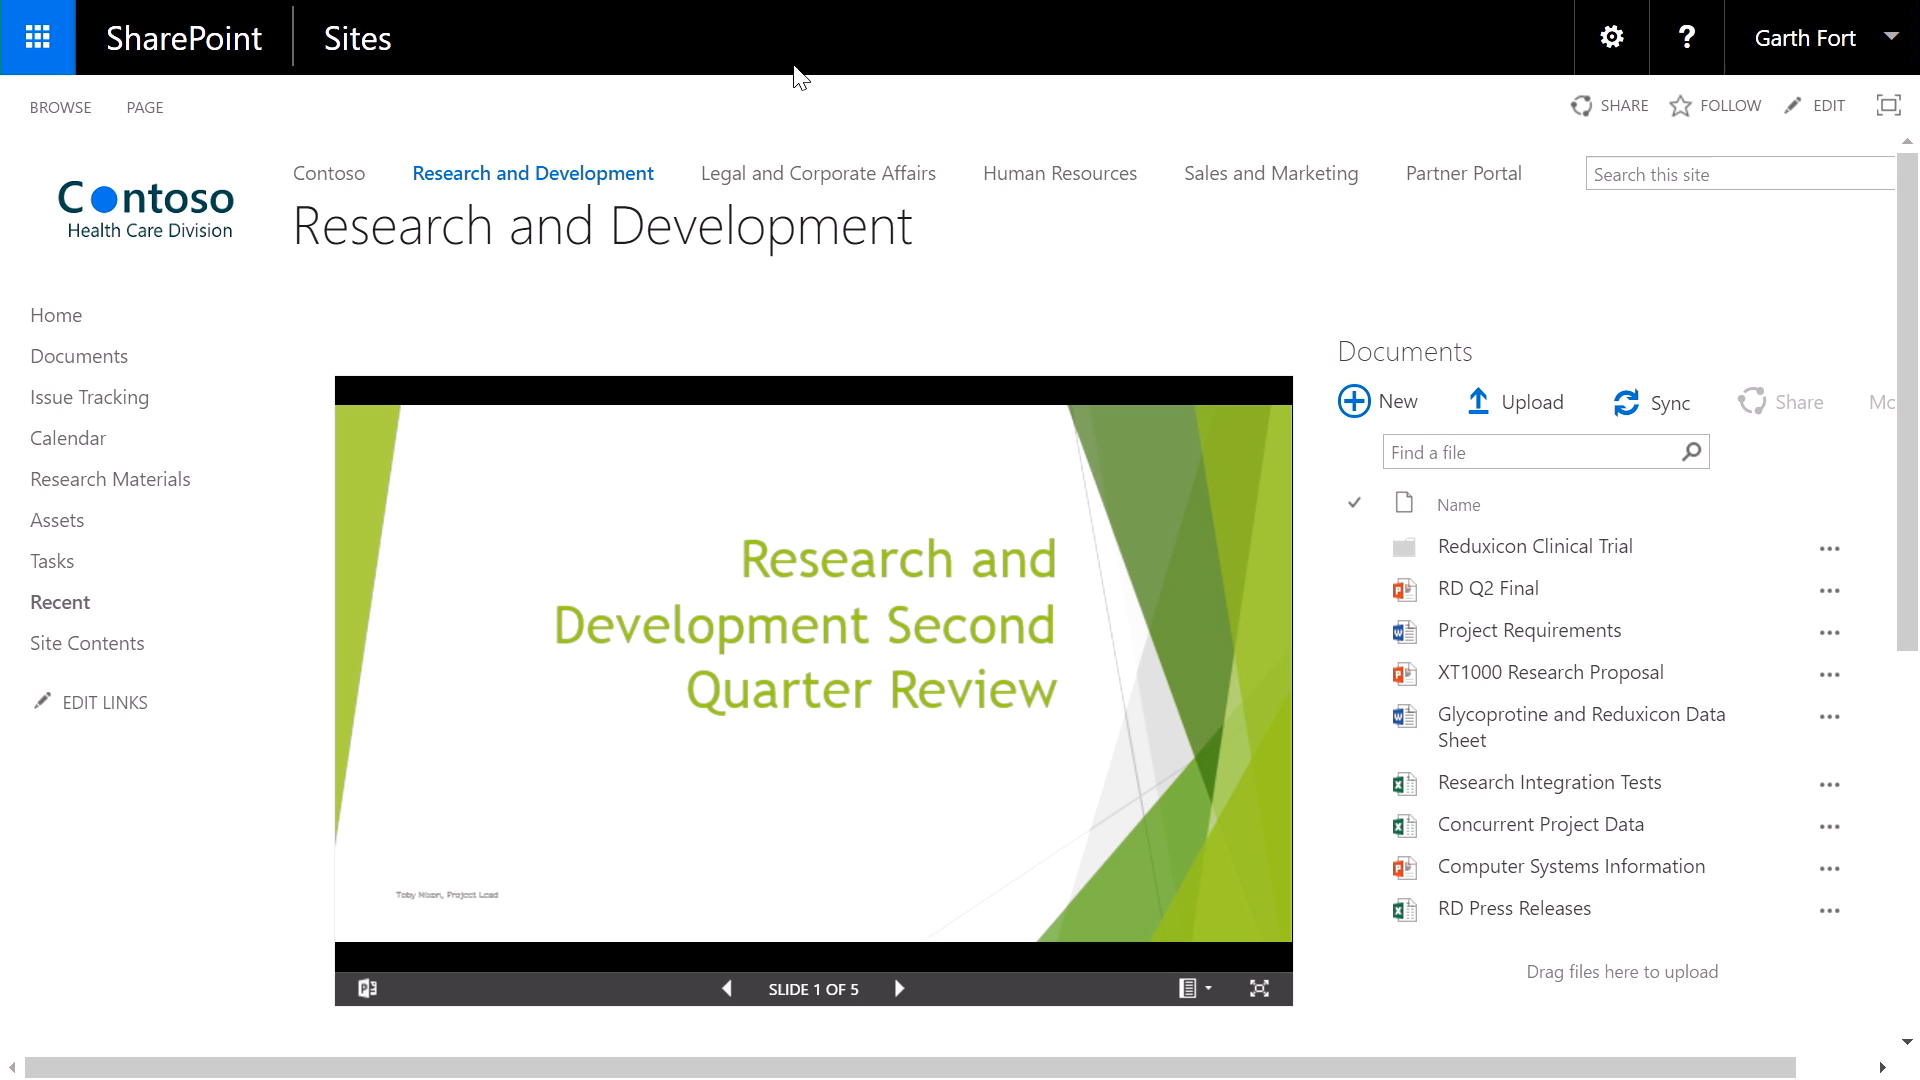 SharePoint
Sites
?
Garth Fort
BROWSE
PAGE
SHARE
FOLLOW
EDIT
Contoso
Research and Development
Legal and Corporate Affairs
Human Resources
Sales and Marketing
Partner Portal
Search this site
Contoso
Health Care Division
Research and Development
Home
Documents
Issue Tracking
Calendar
Research Materials
Assets
Tasks
Recent
Site Contents
EDIT LINKS
Research and
Development Second
Quarter Review
Toby Nixon, Project Lead
SLIDE 1 OF 5
Documents
New
Upload
Sync
Share
Find a file
Name
Reduxicon Clinical Trial
RD Q2 Final
Project Requirements
XT1000 Research Proposal
Glycoprotine and Reduxicon Data
Sheet
Research Integration Tests
Concurrent Project Data
Computer Systems Information
RD Press Releases
Drag files here to upload